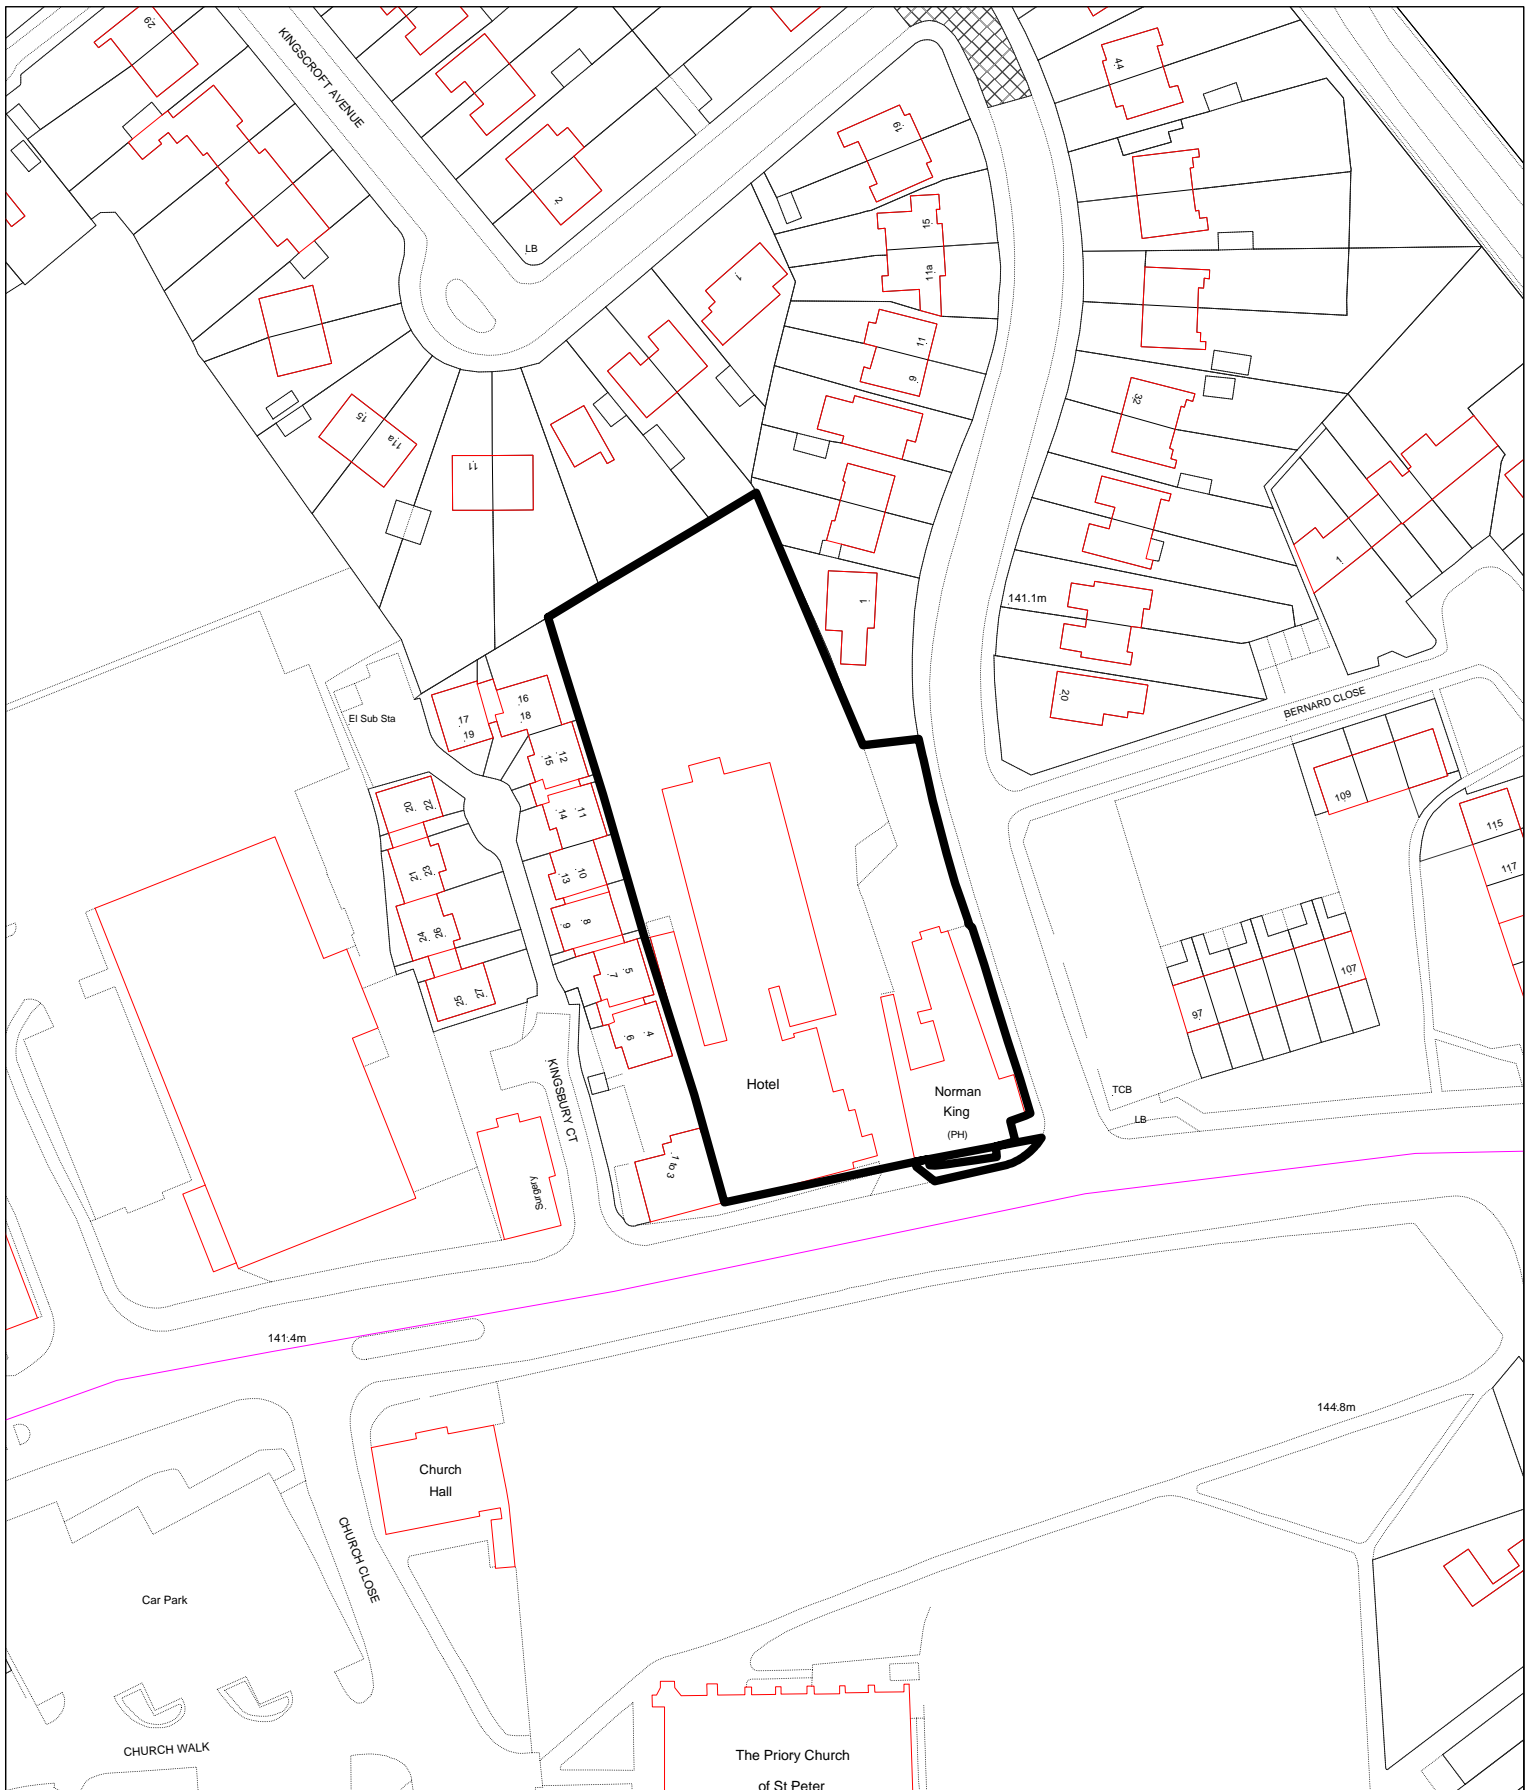 29
KINGSCROFT AVENUE
44
19
2
LB
15
11a
1
11
9
32
15
11a
11
1
1
141.1m
20
BERNARD CLOSE
16
18
17
19
El Sub Sta
12
15
20
22
11
14
109
115
117
21
23
10
13
8
9
24
26
5
7
107
25
27
97
4
6
KINGSBURY CT
Hotel
Norman
King
(PH)
TCB
LB
1 to 3
Surgery
141.4m
144.8m
Church
Hall
CHURCH CLOSE
Car Park
CHURCH WALK
The Priory Church
of St Peter